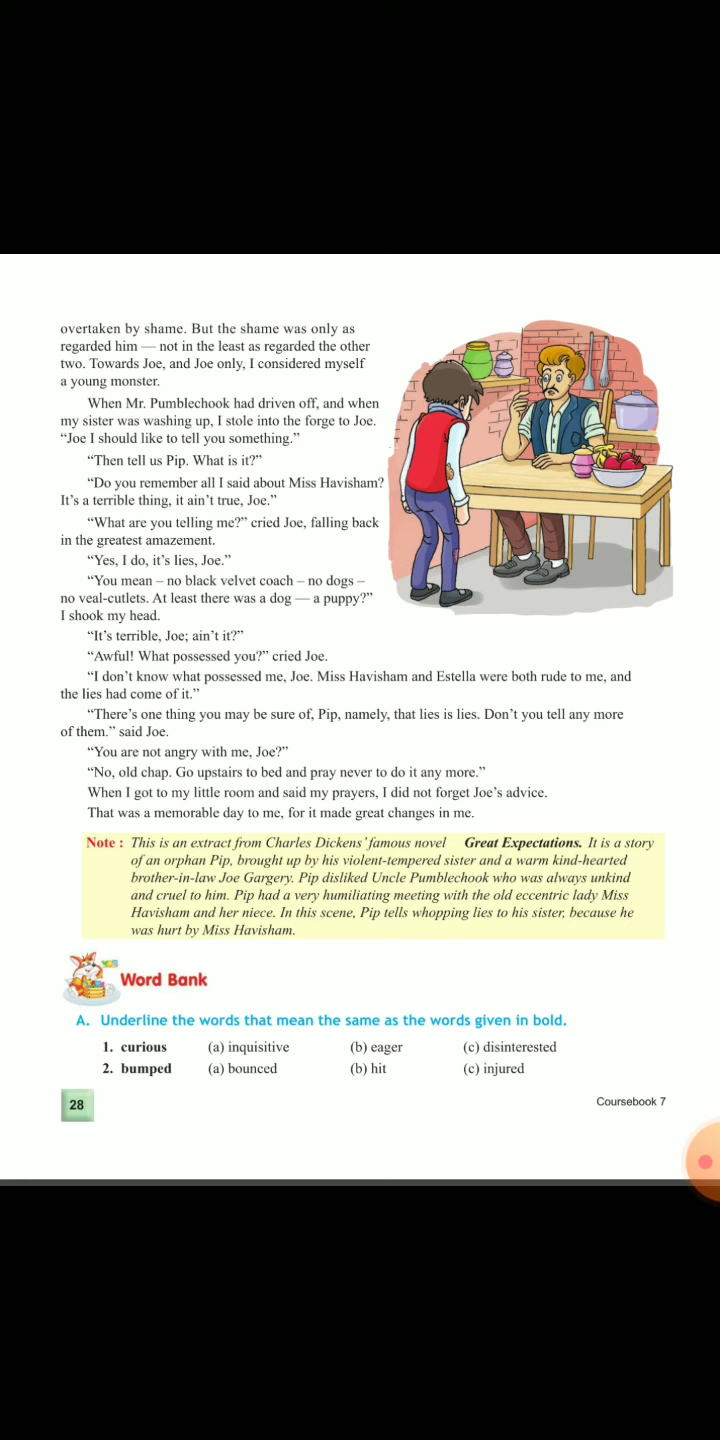 overtaken by shame. But the shame was only as
regarded him — not in the least as regarded the other
two. Towards Joe, and Joe only, I considered myself
a young monster.
When Mr. Pumblechook had driven off, and when
my sister was washing up, I stole into the forge to Joe.
“Joe I should like to tell you something.”
“Then tell us Pip. What is it?”
“Do you remember all I said about Miss Havisham?
It’s a terrible thing, it ain’t true, Joe.”
“What are you telling me?” cried Joe, falling back
in the greatest amazement.
“Yes, I do, it’s lies, Joe.”
“You mean – no black velvet coach – no dogs –
no veal-cutlets. At least there was a dog — a puppy?”
I shook my head.
“It’s terrible, Joe; ain’t it?”
“Awful! What possessed you?” cried Joe.
“I don’t know what possessed me, Joe. Miss Havisham and Estella were both rude to me, and
the lies had come of it.”
“There’s one thing you may be sure of, Pip, namely, that lies is lies. Don’t you tell any more
of them.” said Joe.
“You are not angry with me, Joe?”
“No, old chap. Go upstairs to bed and pray never to do it any more.”
When I got to my little room and said my prayers, I did not forget Joe’s advice.
That was a memorable day to me, for it made great changes in me.
Note : This is an extract from Charles Dickens’ famous novel Great Expectations. It is a story
of an orphan Pip, brought up by his violent-tempered sister and a warm kind-hearted
brother-in-law Joe Gargery. Pip disliked Uncle Pumblechook who was always unkind
and cruel to him. Pip had a very humiliating meeting with the old eccentric lady Miss
Havisham and her niece. In this scene, Pip tells whopping lies to his sister, because he
was hurt by Miss Havisham.
Word Bank
A. Underline the words that mean the same as the words given in bold.
1. curious (a) inquisitive (b) eager (c) disinterested
2. bumped (a) bounced (b) hit (c) injured
28 Coursebook 7